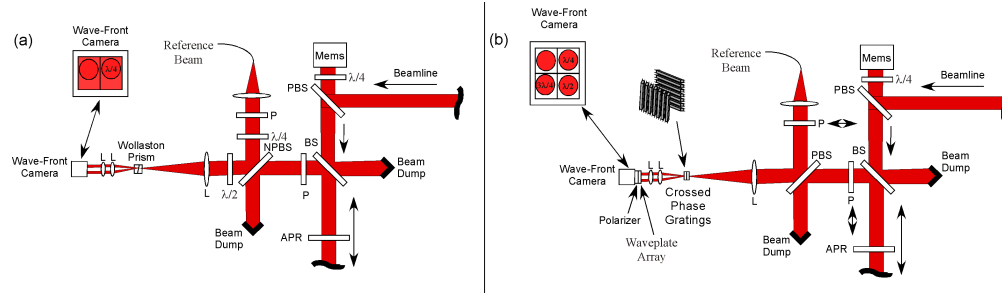 (a)
Wave-Front
Camera
λ/4
Reference
Beam
Mems
λ/4
Beamline
PBS
P
λ/4
NPBS
BS
Wollaston
Prism
L
L
Wave-Front
Camera
L
λ/2
P
Beam
Dump
Beam
Dump
APR
(b)
Wave-Front
Camera
λ/4
3λ/4
λ/2
Reference
Beam
Mems
λ/4
Beamline
PBS
P
PBS
BS
L
L
Wave-Front
Camera
Polarizer
Waveplate
Array
Crossed
Phase
Gratings
L
P
Beam
Dump
Beam
Dump
APR